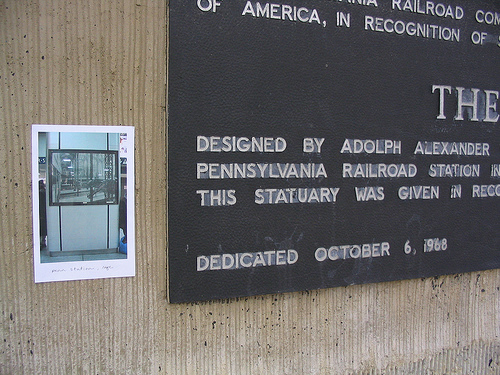 RAILROAD
OF AMERICA, IN RECOGNITION OF
THE
DESIGNED BY ADOLPH ALEXANDER
PENNSYLVANIA RAILROAD STATION IN
THIS STATUARY WAS GIVEN IN
DEDICATED OCTOBER 6, 1968